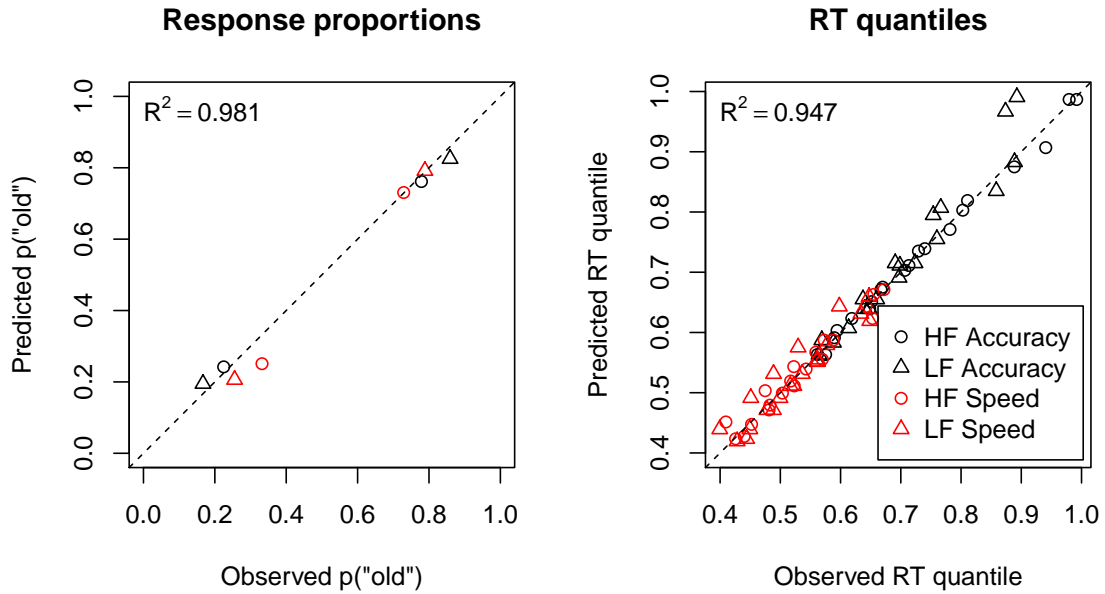 Response proportions
R² = 0.981
Predicted p("old")
0.0
0.2
0.4
0.6
0.8
1.0
0.0 0.2 0.4 0.6 0.8 1.0
Observed p("old")
RT quantiles
R² = 0.947
Predicted RT quantile
0.4
0.5
0.6
0.7
0.8
0.9
1.0
HF Accuracy
LF Accuracy
HF Speed
LF Speed
0.4 0.5 0.6 0.7 0.8 0.9 1.0
Observed RT quantile